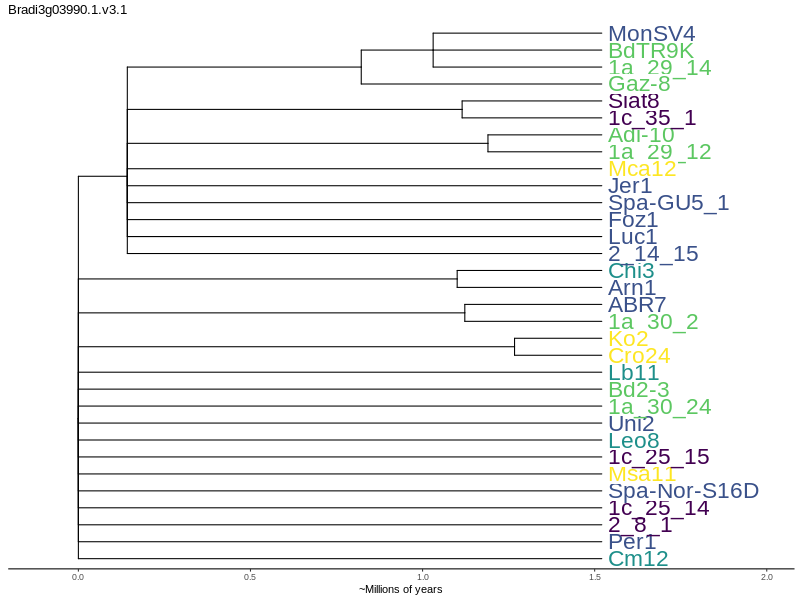 Bradi3g03990.1.v3.1
MonSV4
BdTR9K
1a_29_14
Gaz-8
Siat8
1c_35_1
Adi-10
1a_29_12
Mca12
Jer1
Spa-GU5_1
Foz1
Luc1
2_14_15
Chi3
Arn1
ABR7
1a_30_2
Ko2
Cro24
Lb11
Bd2-3
1a_30_24
Uni2
Leo8
1c_25_15
Msa11
Spa-Nor-S16D
1c_25_14
2_8_1
Per1
Cm12
0.0 0.5 1.0 1.5 2.0
~Millions of years